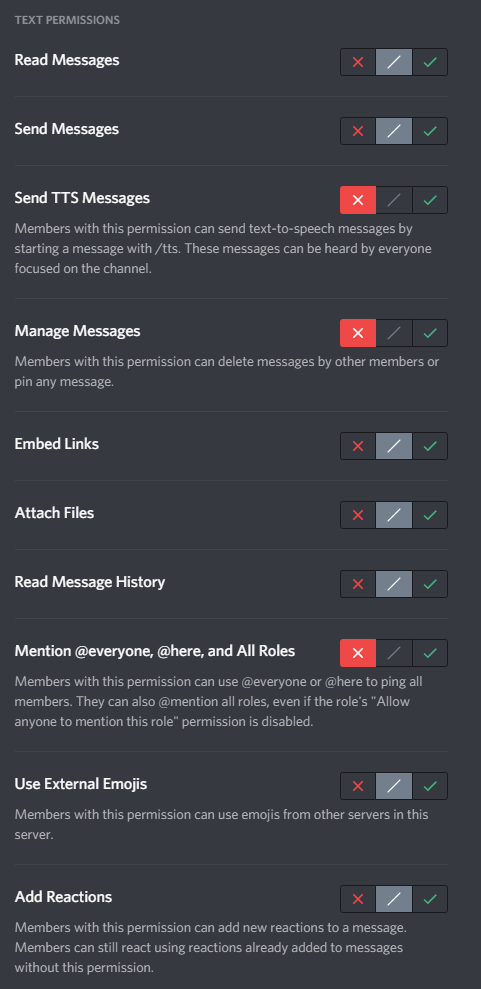 TEXT PERMISSIONS
Read Messages
Send Messages
Send TTS Messages
Members with this permission can send text-to-speech messages by
starting a message with /tts. These messages can be heard by everyone
focused on the channel.
Manage Messages
Members with this permission can delete messages by other members or
pin any message.
Embed Links
Attach Files
Read Message History
Mention @everyone, @here, and All Roles
Members with this permission can use @everyone or @here to ping all
members. They can also @mention all roles, even if the role's "Allow
anyone to mention this role" permission is disabled.
Use External Emojis
Members with this permission can use emojis from other servers in this
server.
Add Reactions
Members with this permission can add new reactions to a message.
Members can still react using reactions already added to messages
without this permission.